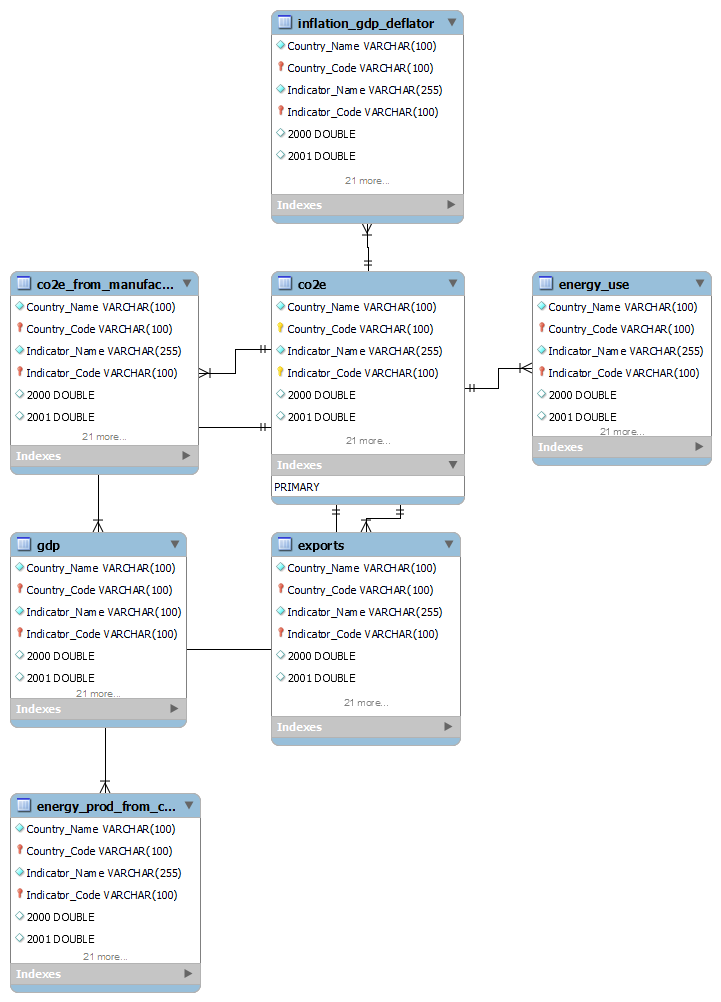 inflation_gdp_deflator
Country_Name VARCHAR(100)
Country_Code VARCHAR(100)
Indicator_Name VARCHAR(255)
Indicator_Code VARCHAR(100)
2000 DOUBLE
2001 DOUBLE
21 more...
Indexes
co2e_from_manufac...
Country_Name VARCHAR(100)
Country_Code VARCHAR(100)
Indicator_Name VARCHAR(255)
Indicator_Code VARCHAR(100)
2000 DOUBLE
2001 DOUBLE
21 more...
Indexes
co2e
Country_Name VARCHAR(100)
Country_Code VARCHAR(100)
Indicator_Name VARCHAR(255)
Indicator_Code VARCHAR(100)
2000 DOUBLE
2001 DOUBLE
21 more...
Indexes
PRIMARY
energy_use
Country_Name VARCHAR(100)
Country_Code VARCHAR(100)
Indicator_Name VARCHAR(255)
Indicator_Code VARCHAR(100)
2000 DOUBLE
2001 DOUBLE
21 more...
Indexes
gdp
Country_Name VARCHAR(100)
Country_Code VARCHAR(100)
Indicator_Name VARCHAR(100)
Indicator_Code VARCHAR(100)
2000 DOUBLE
2001 DOUBLE
21 more...
Indexes
exports
Country_Name VARCHAR(100)
Country_Code VARCHAR(100)
Indicator_Name VARCHAR(255)
Indicator_Code VARCHAR(100)
2000 DOUBLE
2001 DOUBLE
21 more...
Indexes
energy_prod_from_c...
Country_Name VARCHAR(100)
Country_Code VARCHAR(100)
Indicator_Name VARCHAR(255)
Indicator_Code VARCHAR(100)
2000 DOUBLE
2001 DOUBLE
21 more...
Indexes